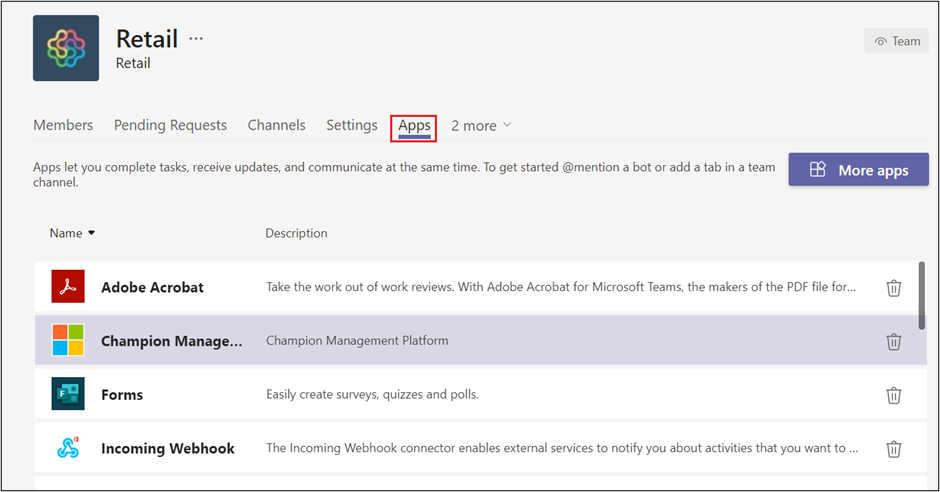 Retail ...
Retail
Team
Members Pending Requests Channels Settings Apps 2 more
Apps let you complete tasks, receive updates, and communicate at the same time. To get started @mention a bot or add a tab in a team
channel.
More apps
Name Description
Adobe Acrobat Take the work out of work reviews. With Adobe Acrobat for Microsoft Teams, the makers of the PDF file for...
Champion Manage... Champion Management Platform
Forms Easily create surveys, quizzes and polls.
Incoming Webhook The Incoming Webhook connector enables external services to notify you about activities that you want to ...